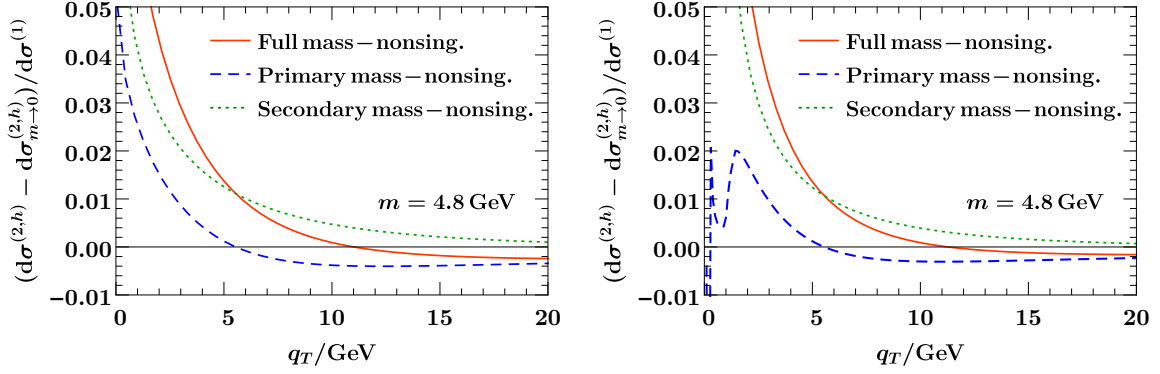 0.05
0.04
0.03
0.02
0.01
0.00
−0.01
(dσ^(2,h) − dσ^(2,h)_{m→0})/dσ^(1)
Full mass−nonsing.
Primary mass−nonsing.
Secondary mass−nonsing.
m = 4.8 GeV
0 5 10 15 20
q_T/GeV
0.05
0.04
0.03
0.02
0.01
0.00
−0.01
(dσ^(2,h) − dσ^(2,h)_{m→0})/dσ^(1)
Full mass−nonsing.
Primary mass−nonsing.
Secondary mass−nonsing.
m = 4.8 GeV
0 5 10 15 20
q_T/GeV